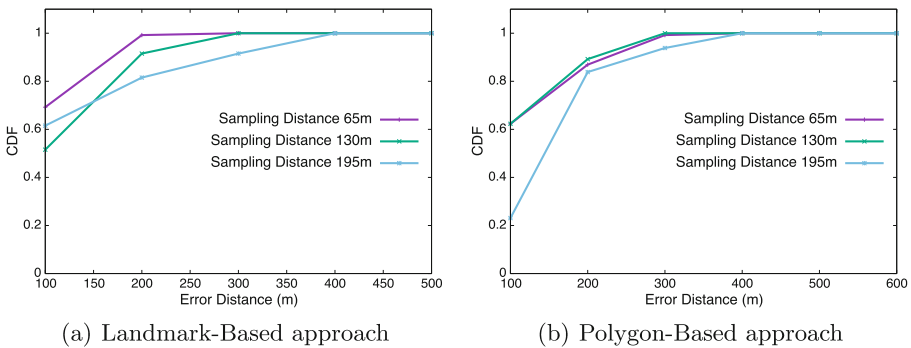 1
0.8
0.6
0.4
0.2
0
CDF
Sampling Distance 65m
Sampling Distance 130m
Sampling Distance 195m
100 150 200 250 300 350 400 450 500
Error Distance (m)
(a) Landmark-Based approach
1
0.8
0.6
0.4
0.2
0
CDF
Sampling Distance 65m
Sampling Distance 130m
Sampling Distance 195m
100 200 300 400 500 600
Error Distance (m)
(b) Polygon-Based approach